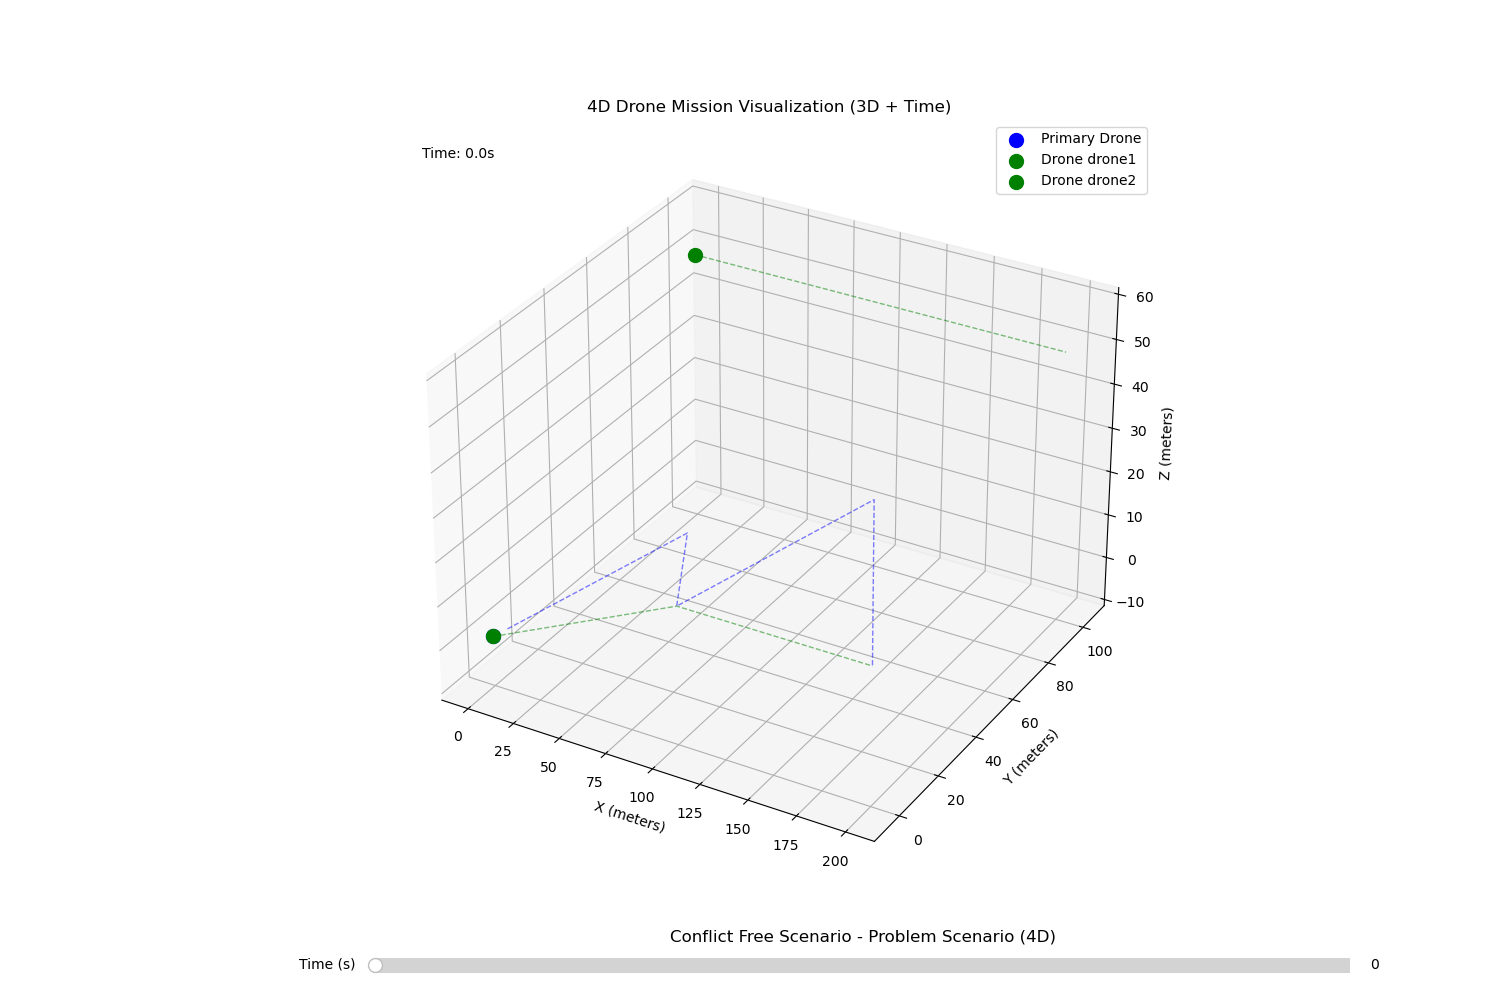 4D Drone Mission Visualization (3D + Time)
Time: 0.0s
Primary Drone
Drone drone1
Drone drone2
60
50
40
30
20
10
0
−10
Z (meters)
100
80
60
40
20
0
Y (meters)
0
25
50
75
100
125
150
175
200
X (meters)
Conflict Free Scenario - Problem Scenario (4D)
Time (s)
0